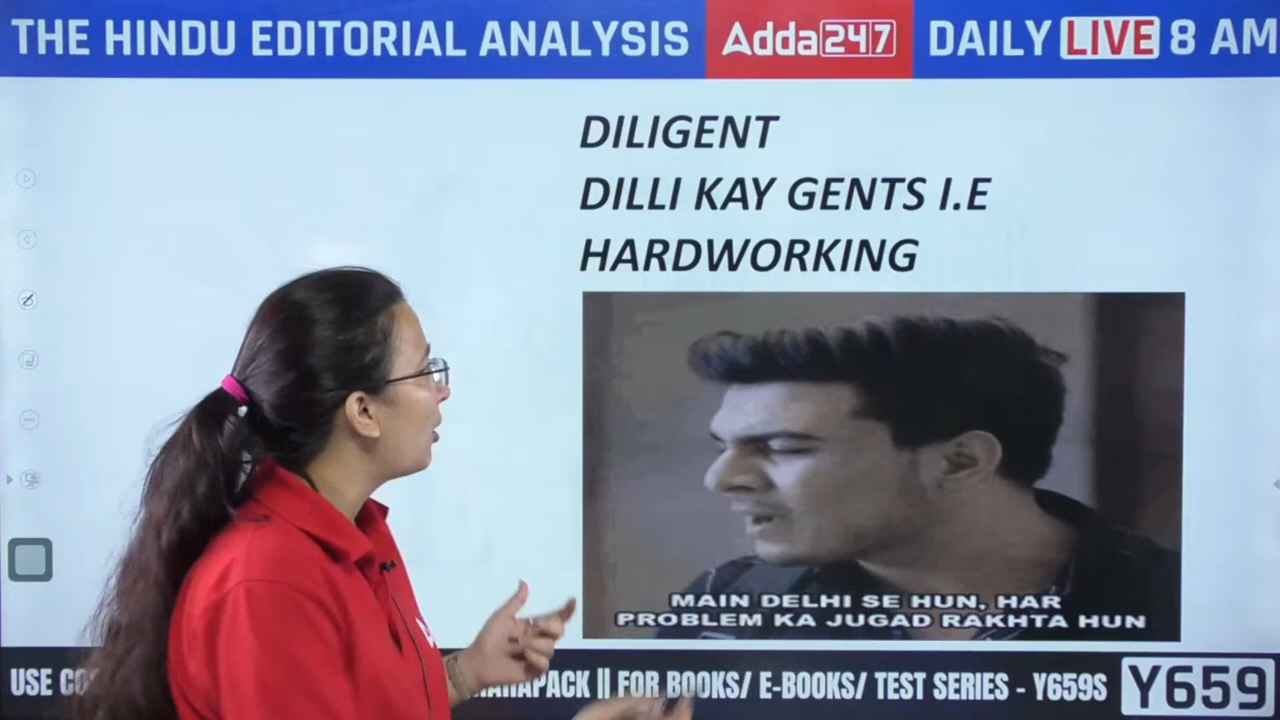 THE HINDU EDITORIAL ANALYSIS Adda247 DAILY LIVE 8 AM
DILIGENT
DILLI KAY GENTS I.E
HARDWORKING
MAIN DELHI SE HUN, HAR
PROBLEM KA JUGAD RAKHTA HUN
USE || FOR BOOKS/ E-BOOKS/ TEST SERIES - Y659S Y659